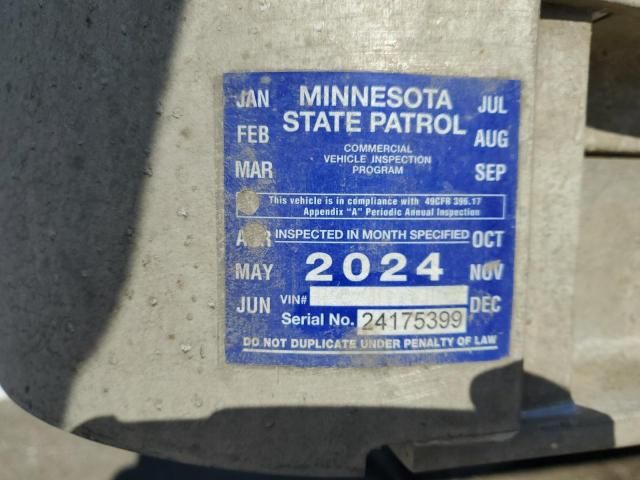 MINNESOTA
STATE PATROL
COMMERCIAL
VEHICLE INSPECTION
PROGRAM
JAN
FEB
MAR
JUL
AUG
SEP
This vehicle is in compliance with 49CFR 396.17
Appendix "A" Periodic Annual Inspection
APR
MAY
JUN
INSPECTED IN MONTH SPECIFIED
2024
OCT
NOV
DEC
VIN#
Serial No. 24175399
DO NOT DUPLICATE UNDER PENALTY OF LAW